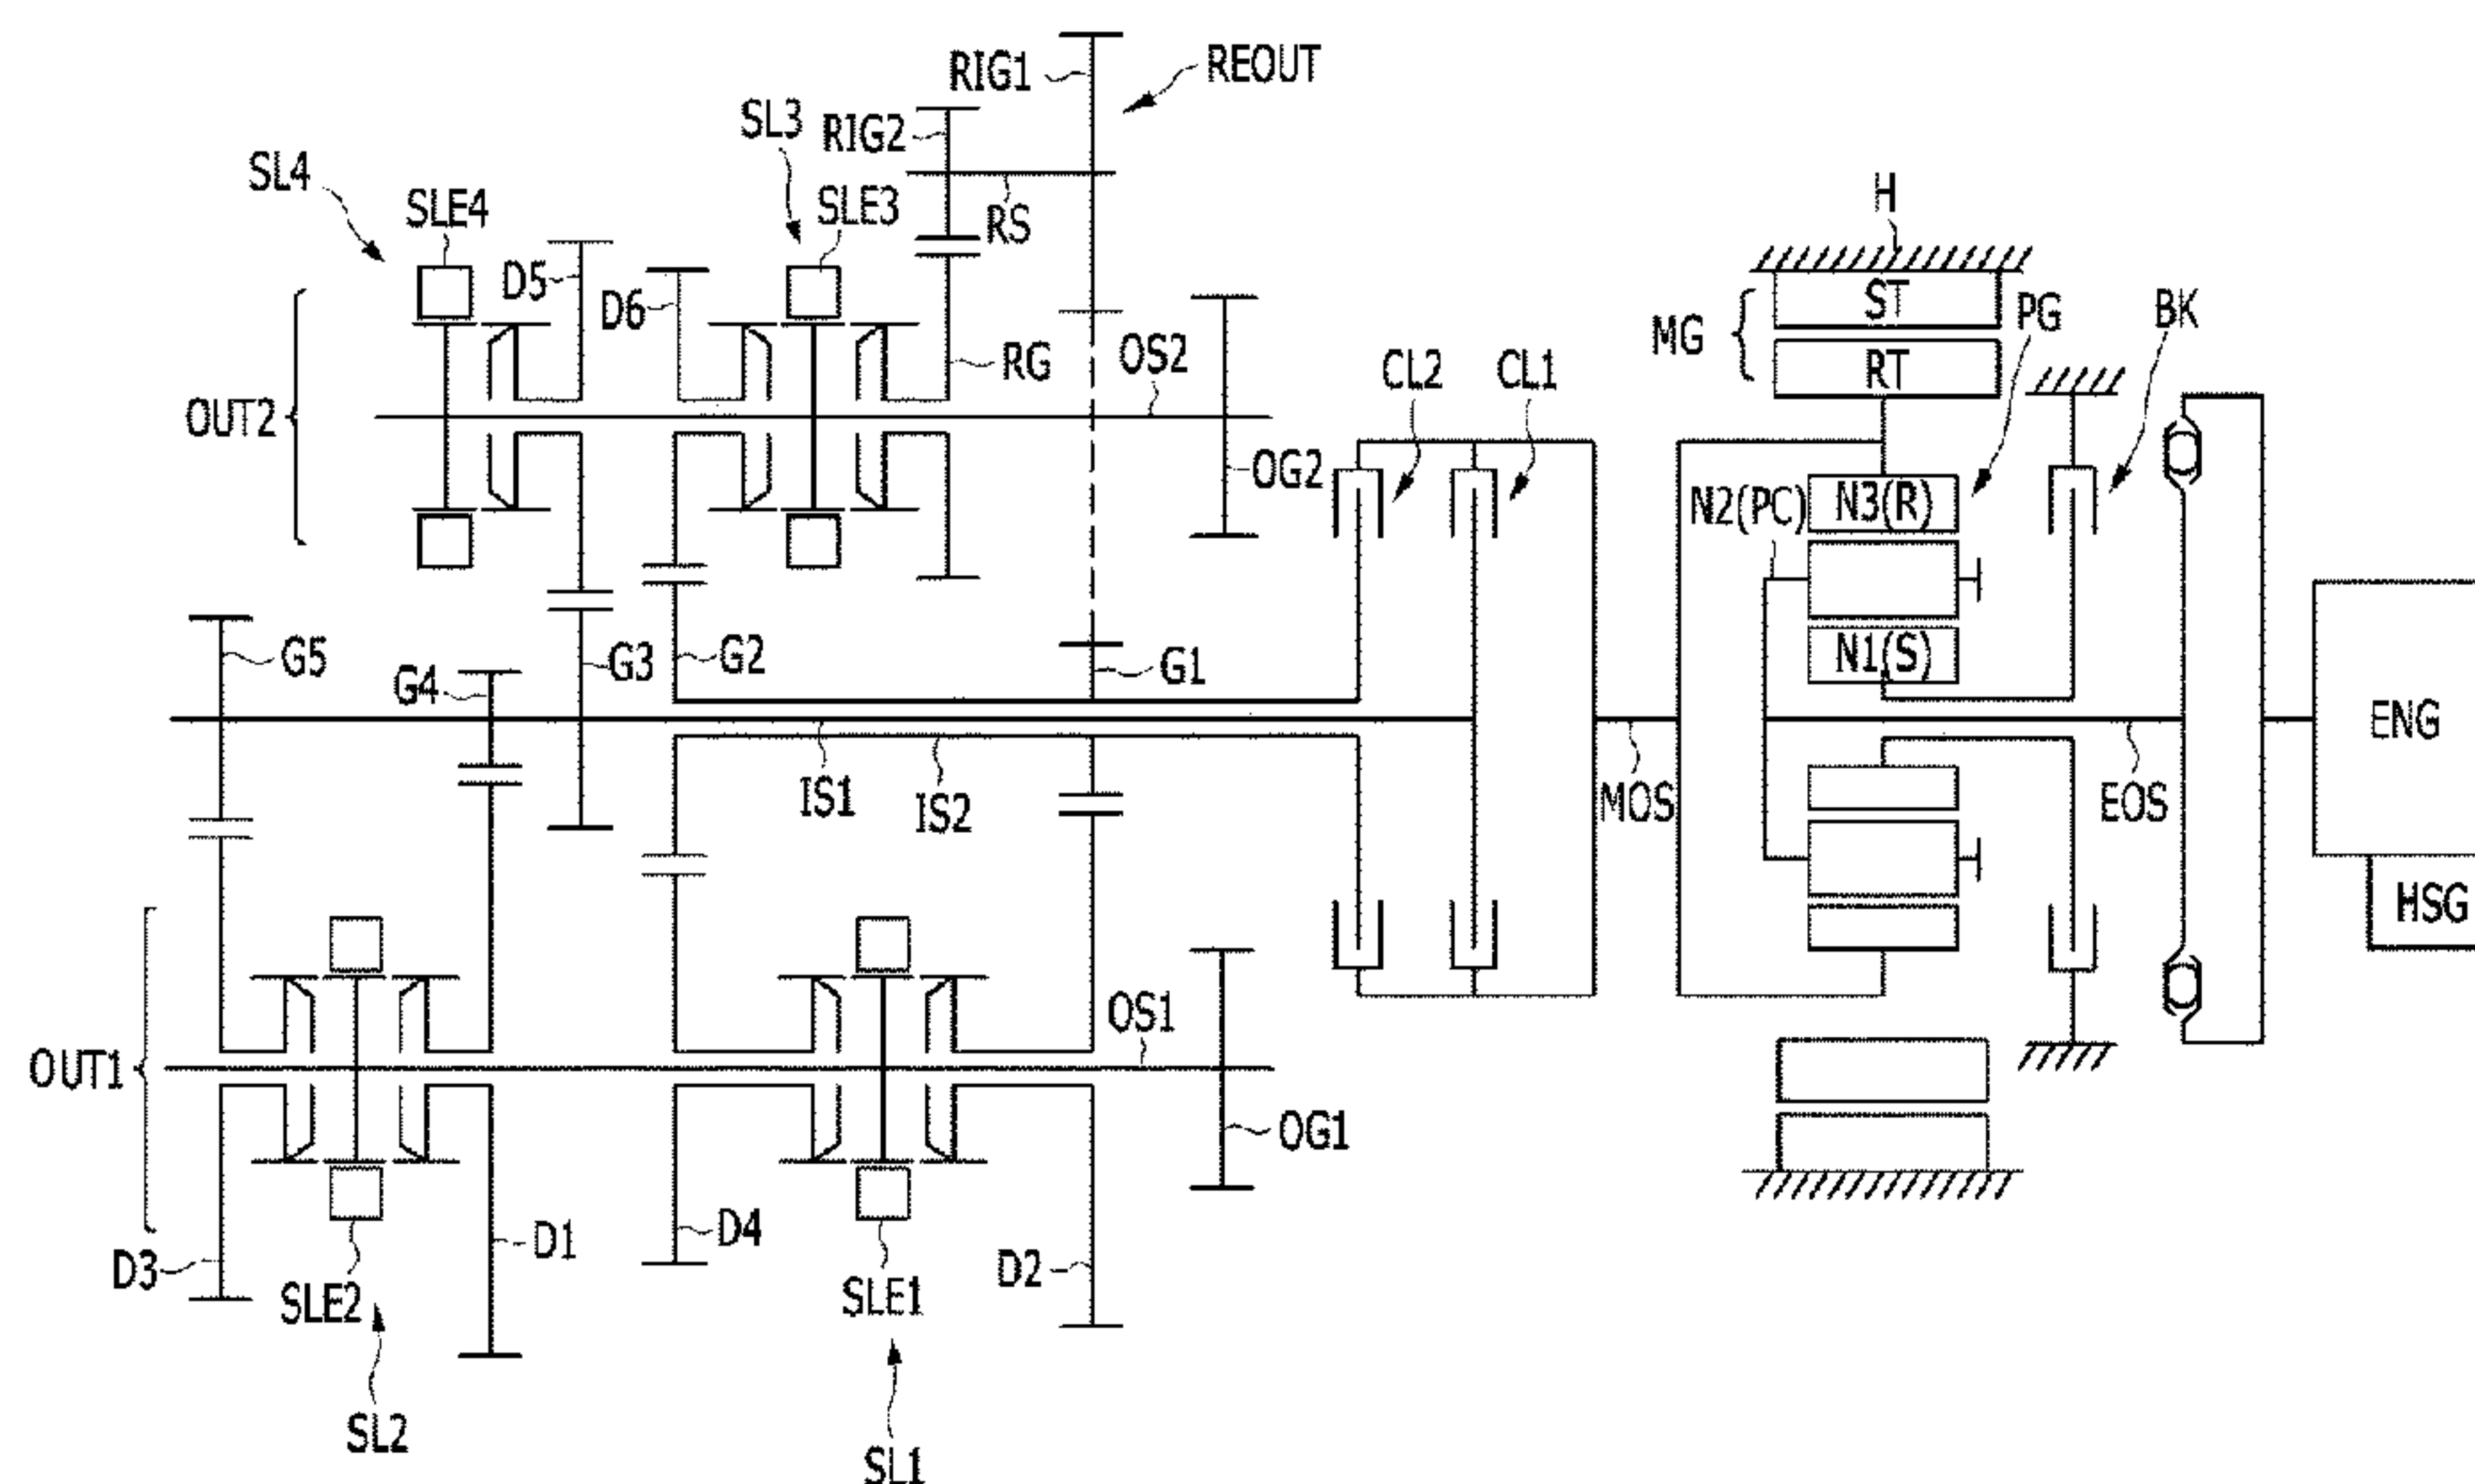 RIG1
REOUT
SL3
RIG2
SL4
SLE4
SLE3
RS
H
D5
D6
ST
MG
PG
BK
RT
RG
OS2
CL2
CL1
OUT2
OG2
N2(PC)
N3(R)
G5
G4
G3
G2
G1
N1(S)
ENG
IS1
IS2
MOS
EOS
HSG
OS1
OUT1
OG1
D3
D1
D4
D2
SLE2
SLE1
SL2
SL1